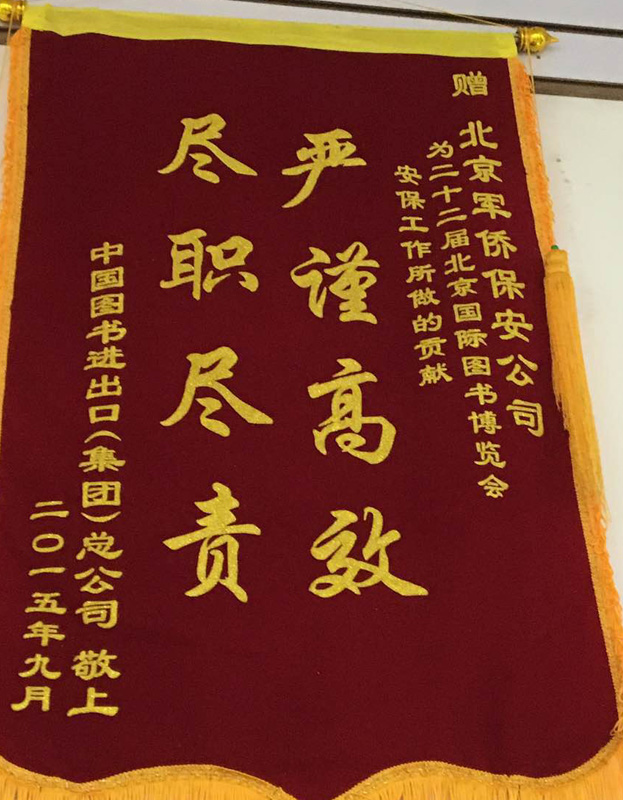 赠
北京军侨保安公司
为二十二届北京国际图书博览会
安保工作所做的贡献
严谨高效
尽职尽责
中国图书进出口(集团)总公司 敬上
二〇一五年九月